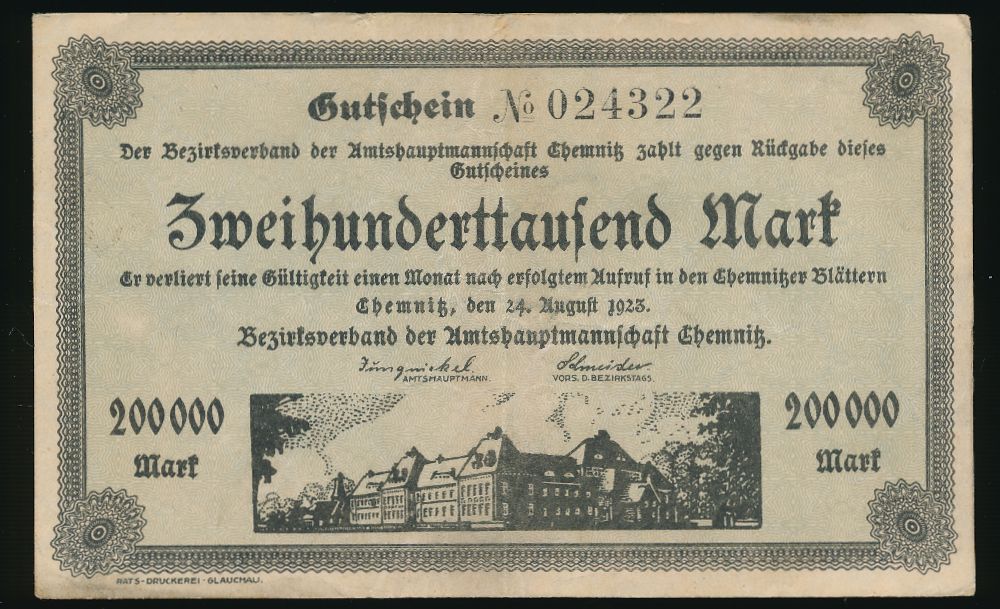 Gutschein № 024322
Der Bezirksverband der Amtshauptmannschaft Chemnitz zahlt gegen Rückgabe dieses
Gutscheines
Zweihunderttausend Mark
Er verliert seine Gültigkeit einen Monat nach erfolgtem Aufruf in den Chemnitzer Blättern
Chemnitz, den 24. August 1923.
Bezirksverband der Amtshauptmannschaft Chemnitz.
Jungnickel. Schneider.
AMTSHAUPTMANN. VORS. D. BEZIRKSTAGS.
200000 200000
Mark Mark
RATS-DRUCKEREI · GLAUCHAU.